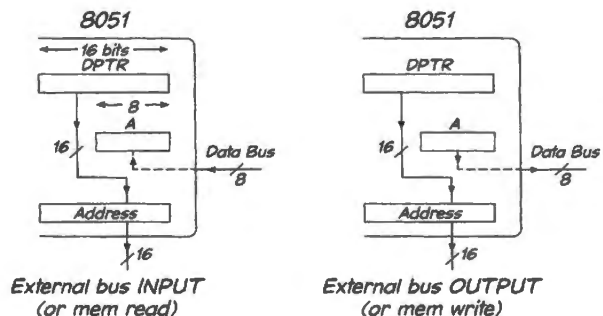 8051
16 bits
DPTR
8
A
16
Data Bus
8
Address
16
External bus INPUT
(or mem read)
8051
DPTR
A
16
Data Bus
8
Address
16
External bus OUTPUT
(or mem write)